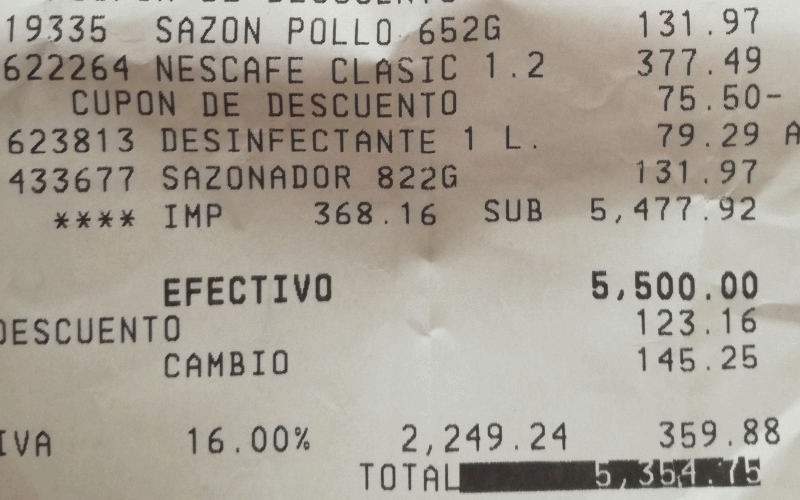 CUPON DE DESCUENTO
19335 SAZON POLLO 652G 131.97
622264 NESCAFE CLASIC 1.2 377.49
CUPON DE DESCUENTO 75.50-
623813 DESINFECTANTE 1 L. 79.29 A
433677 SAZONADOR 822G 131.97
**** IMP 368.16 SUB 5,477.92
EFECTIVO 5,500.00
DESCUENTO 123.16
CAMBIO 145.25
IVA 16.00% 2,249.24 359.88
TOTAL 5,354.75